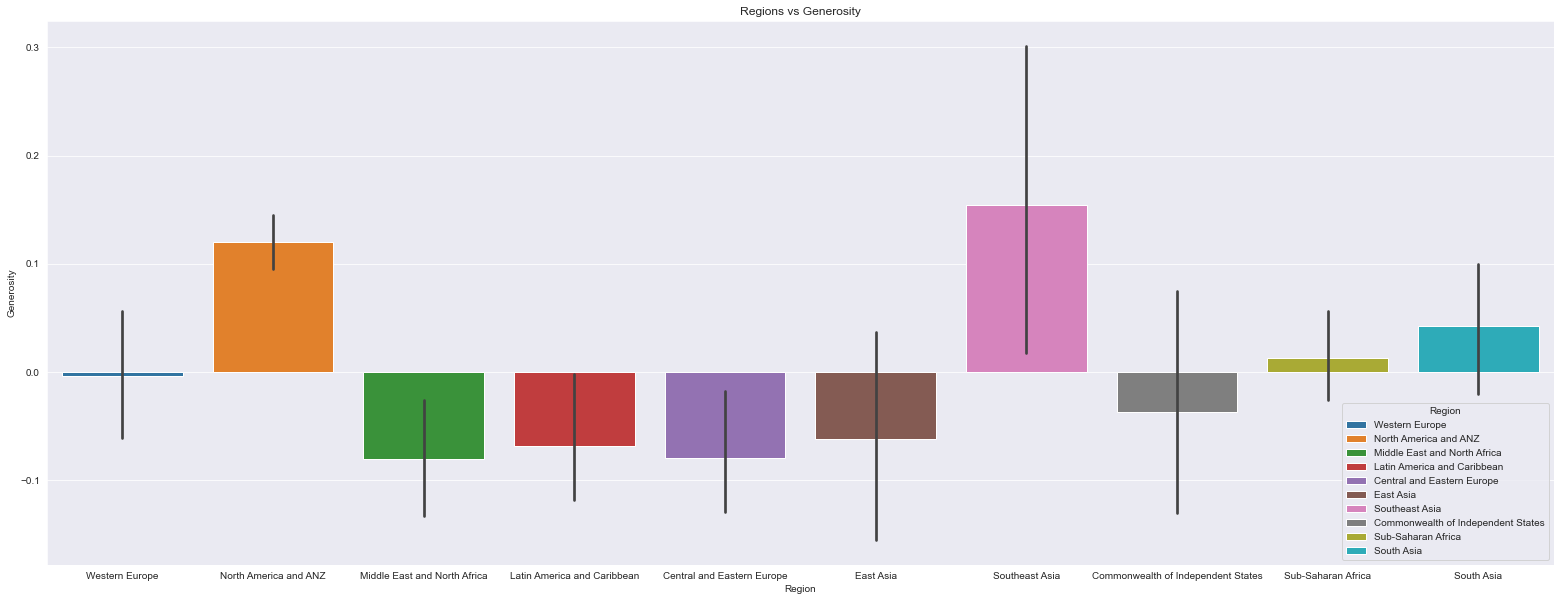 Regions vs Generosity
0.3
0.2
0.1
0.0
−0.1
Generosity
Western Europe
North America and ANZ
Middle East and North Africa
Latin America and Caribbean
Central and Eastern Europe
East Asia
Southeast Asia
Commonwealth of Independent States
Sub-Saharan Africa
South Asia
Region
Region
Western Europe
North America and ANZ
Middle East and North Africa
Latin America and Caribbean
Central and Eastern Europe
East Asia
Southeast Asia
Commonwealth of Independent States
Sub-Saharan Africa
South Asia